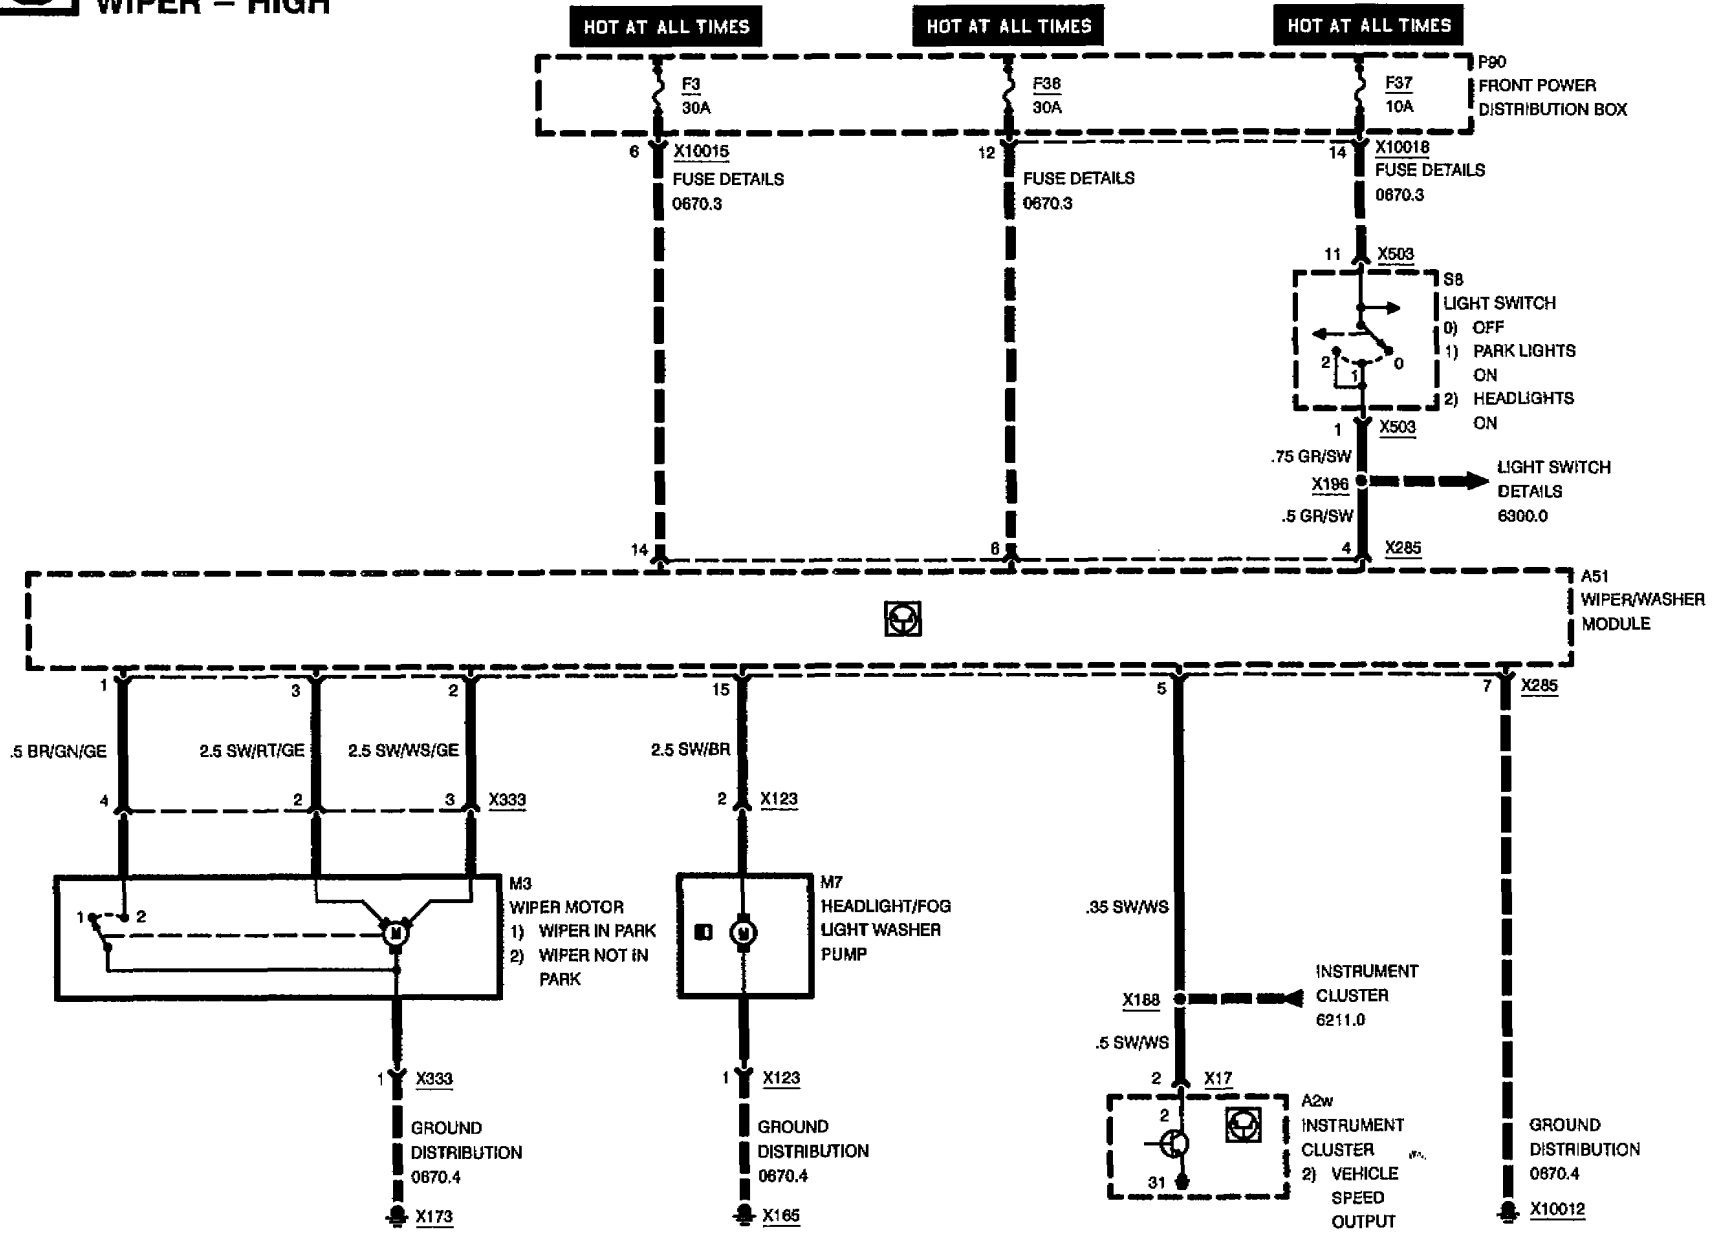 WIPER – HIGH
HOT AT ALL TIMES
HOT AT ALL TIMES
HOT AT ALL TIMES
F3
30A
F38
30A
F37
10A
P90
FRONT POWER
DISTRIBUTION BOX
6
X10015
FUSE DETAILS
0670.3
12
FUSE DETAILS
0670.3
14
X10018
FUSE DETAILS
0670.3
11
X503
S8
LIGHT SWITCH
0) OFF
1) PARK LIGHTS
ON
2) HEADLIGHTS
ON
2
1
0
1
X503
.75 GR/SW
X196
LIGHT SWITCH
DETAILS
6300.0
.5 GR/SW
14
6
4
X285
A51
WIPER/WASHER
MODULE
1
3
2
15
5
7
X285
.5 BR/GN/GE
2.5 SW/RT/GE
2.5 SW/WS/GE
2.5 SW/BR
4
2
3
X333
2
X123
M3
WIPER MOTOR
1) WIPER IN PARK
2) WIPER NOT IN
PARK
1
2
M
M7
HEADLIGHT/FOG
LIGHT WASHER
PUMP
M
.35 SW/WS
X188
INSTRUMENT
CLUSTER
6211.0
.5 SW/WS
1
X333
1
X123
2
X17
GROUND
DISTRIBUTION
0670.4
X173
GROUND
DISTRIBUTION
0670.4
X165
2
31
A2w
INSTRUMENT
CLUSTER
2) VEHICLE
SPEED
OUTPUT
GROUND
DISTRIBUTION
0670.4
X10012